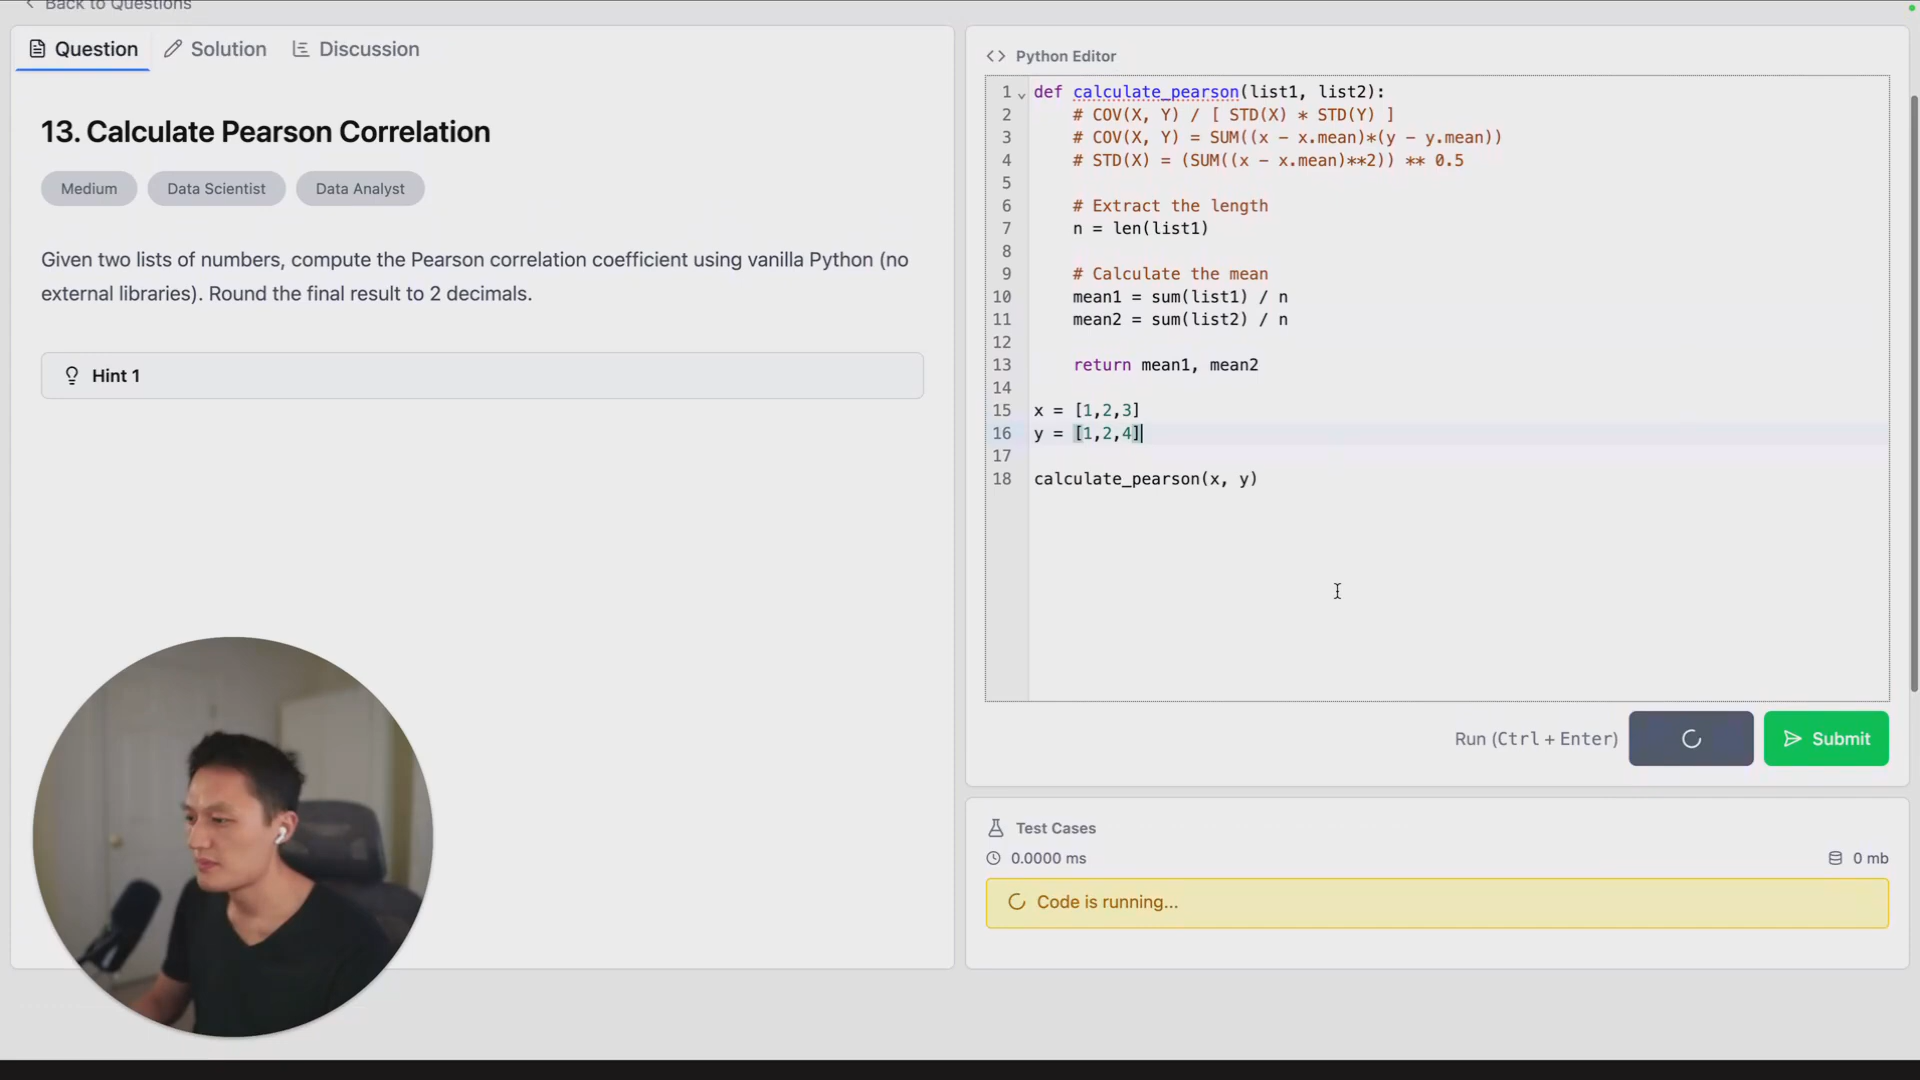 Back to Questions
Question
Solution
Discussion
13. Calculate Pearson Correlation
Medium
Data Scientist
Data Analyst
Given two lists of numbers, compute the Pearson correlation coefficient using vanilla Python (no
external libraries). Round the final result to 2 decimals.
Hint 1
Python Editor
1 def calculate_pearson(list1, list2):
2 # COV(X, Y) / [ STD(X) * STD(Y) ]
3 # COV(X, Y) = SUM((x - x.mean)*(y - y.mean))
4 # STD(X) = (SUM((x - x.mean)**2)) ** 0.5
5
6 # Extract the length
7 n = len(list1)
8
9 # Calculate the mean
10 mean1 = sum(list1) / n
11 mean2 = sum(list2) / n
12
13 return mean1, mean2
14
15 x = [1,2,3]
16 y = [1,2,4]
17
18 calculate_pearson(x, y)
Run (Ctrl + Enter)
Submit
Test Cases
0.0000 ms
0 mb
Code is running...